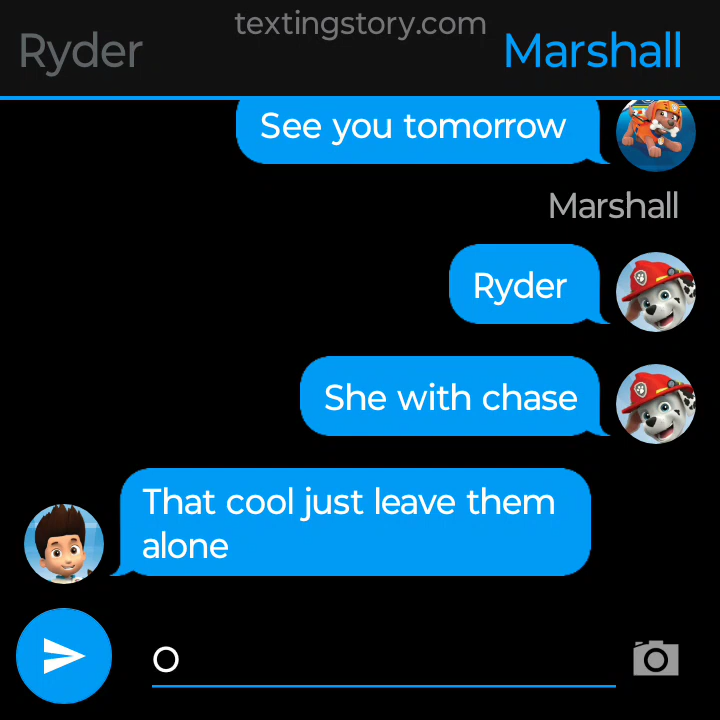 textingstory.com
Ryder
Marshall
See you tomorrow
Marshall
Ryder
She with chase
That cool just leave them
alone
O